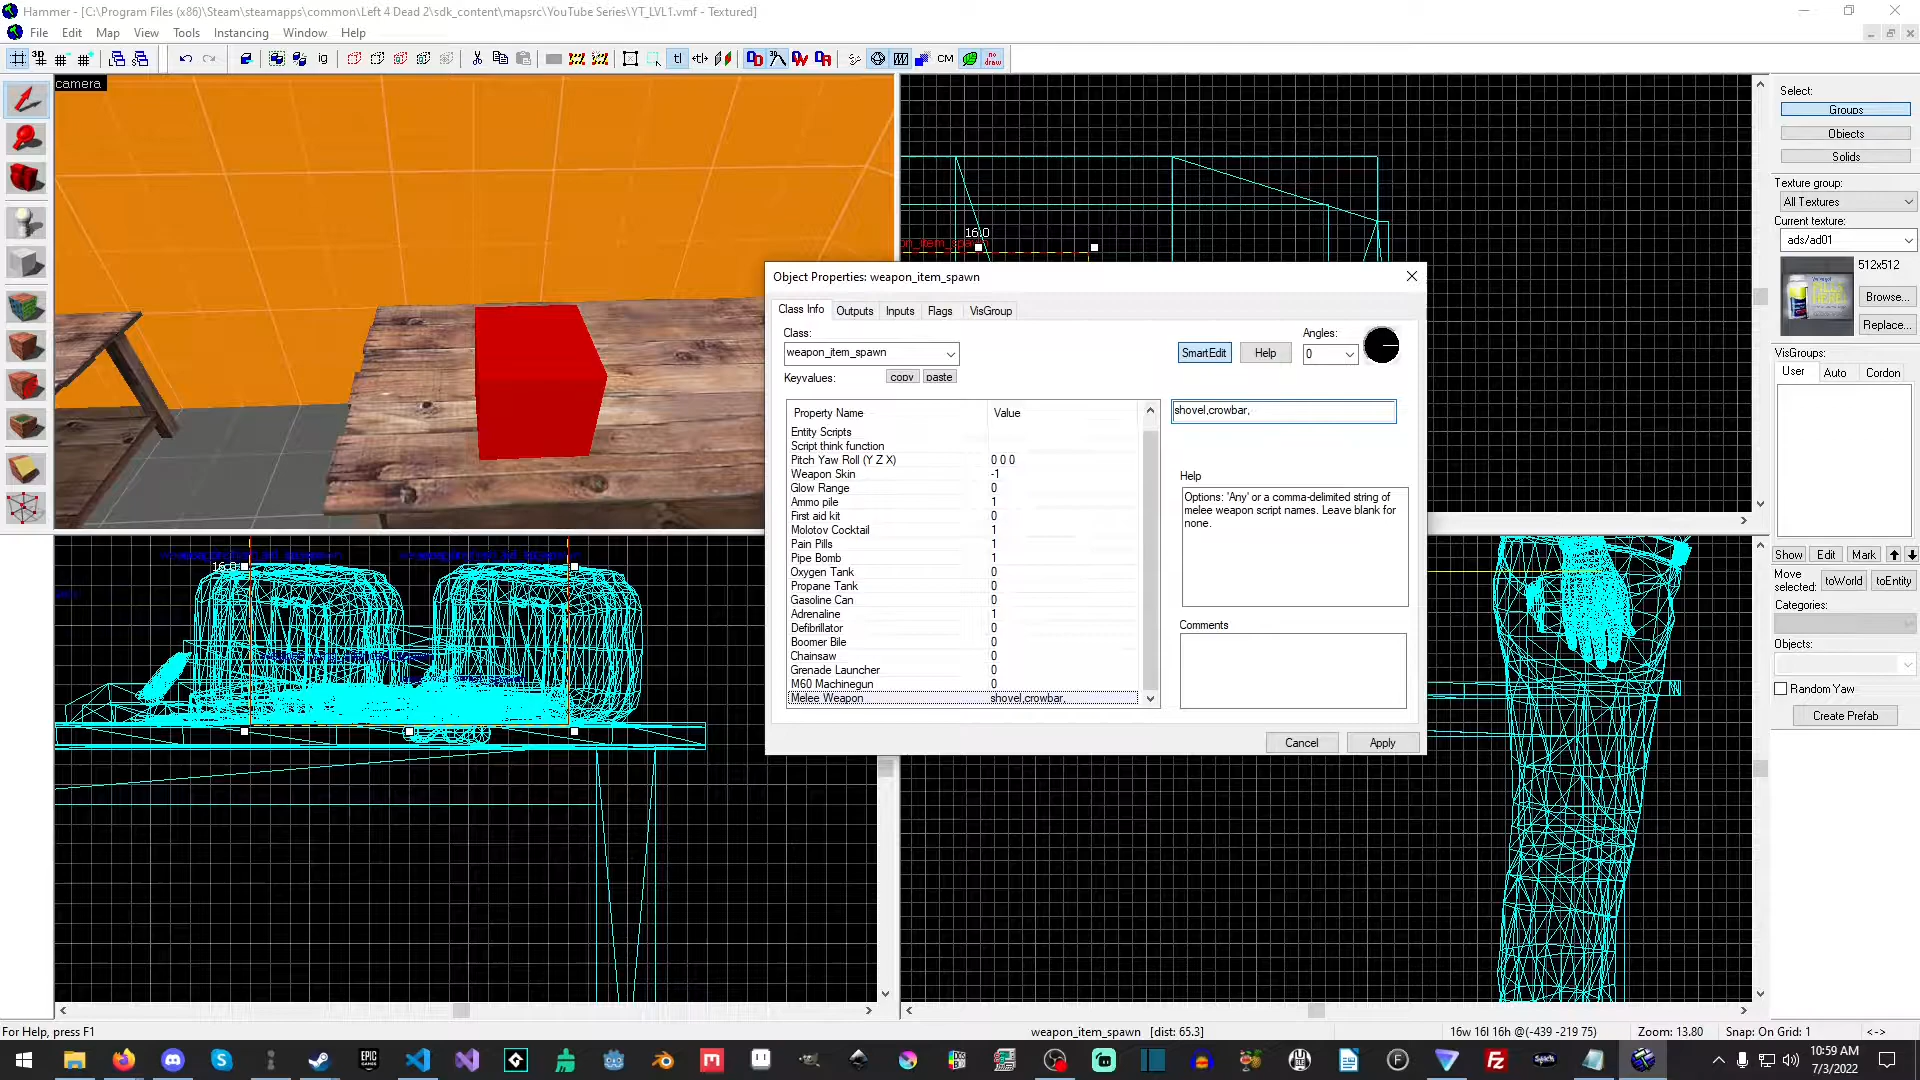 Hammer - [C:\Program Files (x86)\Steam\steamapps\common\Left 4 Dead 2\sdk_content\mapsrc\YouTube Series\YT_LVL1.vmf - Textured]
File Edit Map View Tools Instancing Window Help
camera
16.0
Select:
Groups
Objects
Solids
Texture group:
All Textures
Current texture:
ads/ad01
512x512
Browse...
Replace...
VisGroups:
User Auto Cordon
Show Edit Mark
Move selected: toWorld toEntity
Categories:
Objects:
Random Yaw
Create Prefab
Object Properties: weapon_item_spawn
Class Info Outputs Inputs Flags VisGroup
Class:
weapon_item_spawn
SmartEdit Help
Angles:
0
Keyvalues: copy paste
Property Name Value
Entity Scripts
Script think function
Pitch Yaw Roll (Y Z X) 0 0 0
Weapon Skin -1
Glow Range 0
Ammo pile 1
First aid kit 0
Molotov Cocktail 1
Pain Pills 1
Pipe Bomb 1
Oxygen Tank 0
Propane Tank 0
Gasoline Can 0
Adrenaline 1
Defibrillator 0
Boomer Bile 0
Chainsaw 0
Grenade Launcher 0
M60 Machinegun 0
Melee Weapon shovel,crowbar,
shovel,crowbar,
Help
Options: 'Any' or a comma-delimited string of
melee weapon script names. Leave blank for
none.
Comments
Cancel Apply
16.0
For Help, press F1
weapon_item_spawn [dist: 65.3]
16w 16l 16h @(-439 -219 75)
Zoom: 13.80
Snap: On Grid: 1
<->
10:59 AM
7/3/2022